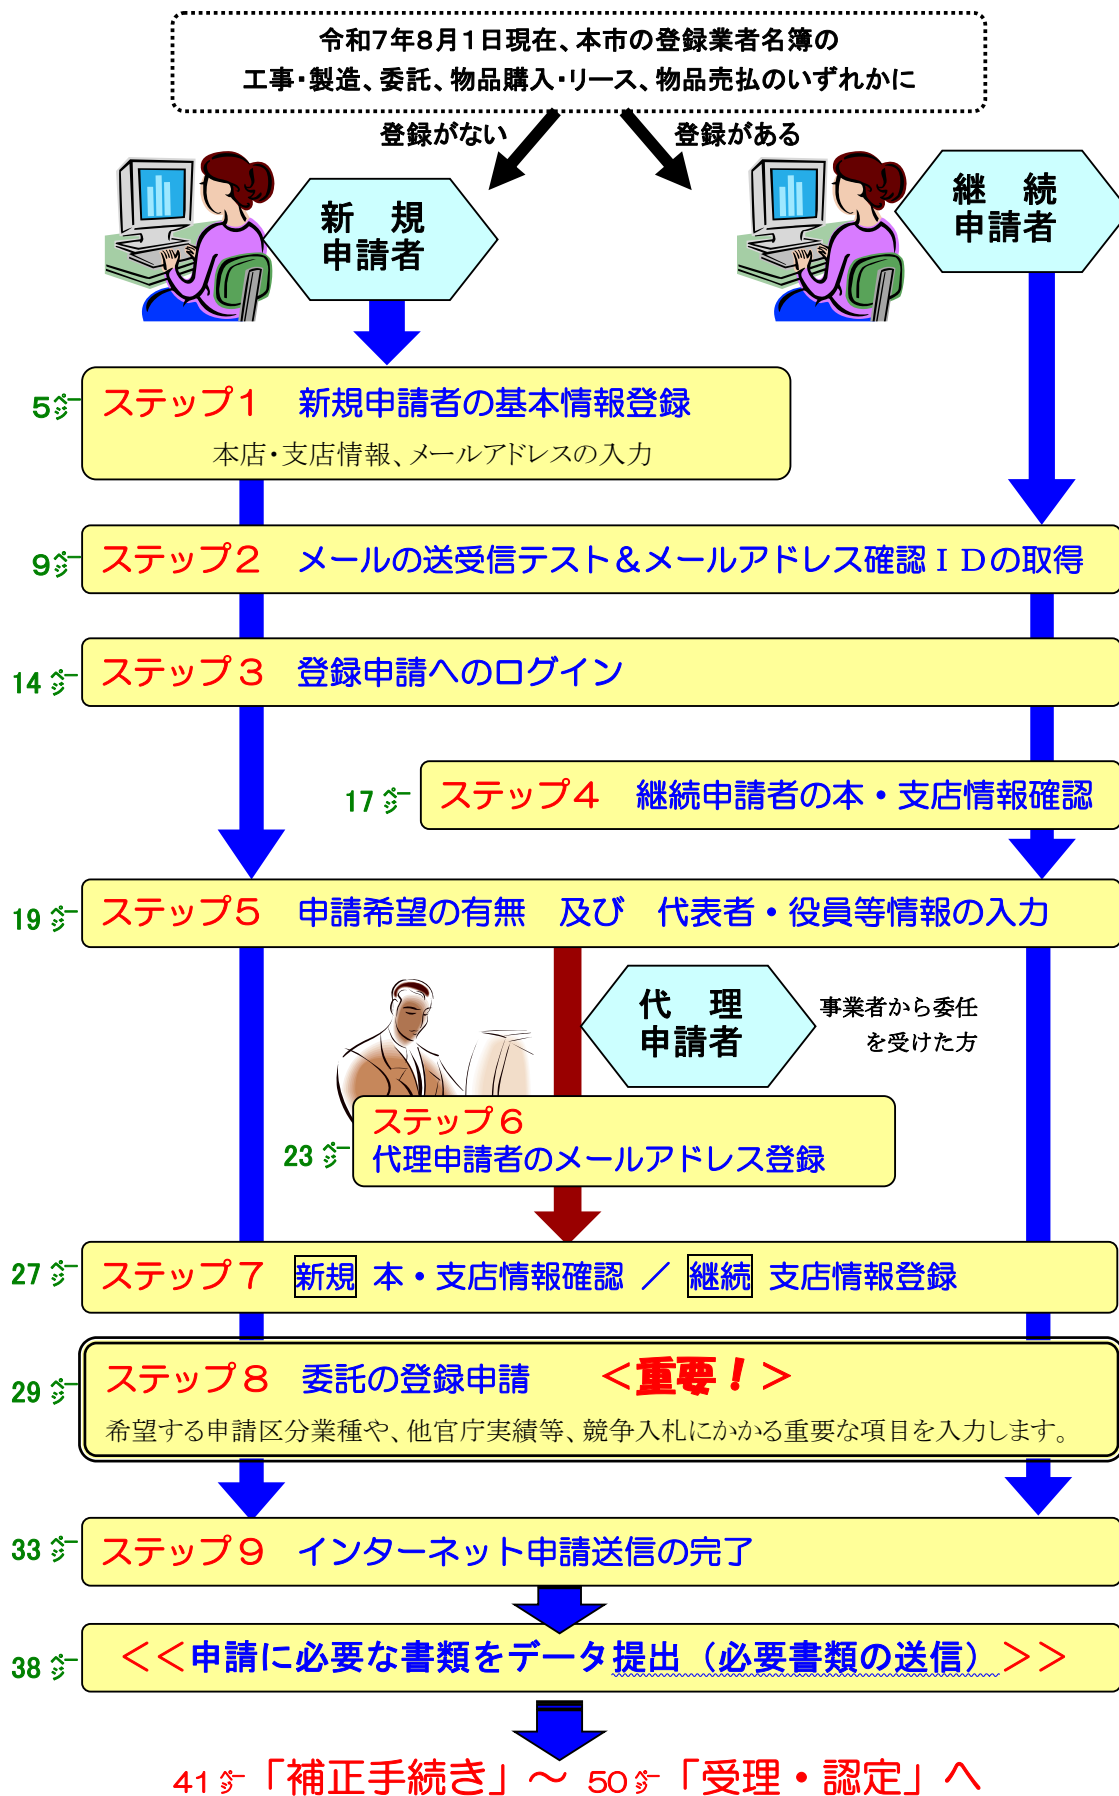 令和7年8月1日現在、本市の登録業者名簿の
工事・製造、委託、物品購入・リース、物品売払のいずれかに
登録がない
登録がある
新　規
申請者
継　続
申請者
5ページ
ステップ1　新規申請者の基本情報登録
本店・支店情報、メールアドレスの入力
9ページ
ステップ2　メールの送受信テスト＆メールアドレス確認ＩＤの取得
14ページ
ステップ3　登録申請へのログイン
17ページ
ステップ4　継続申請者の本・支店情報確認
19ページ
ステップ5　申請希望の有無　及び　代表者・役員等情報の入力
代　理
申請者
事業者から委任
を受けた方
23ページ
ステップ6
代理申請者のメールアドレス登録
27ページ
ステップ7　新規 本・支店情報確認 ／ 継続 支店情報登録
29ページ
ステップ8　委託の登録申請　＜重要！＞
希望する申請区分業種や、他官庁実績等、競争入札にかかる重要な項目を入力します。
33ページ
ステップ9　インターネット申請送信の完了
38ページ
＜＜申請に必要な書類をデータ提出（必要書類の送信）＞＞
41ページ「補正手続き」～ 50ページ「受理・認定」へ